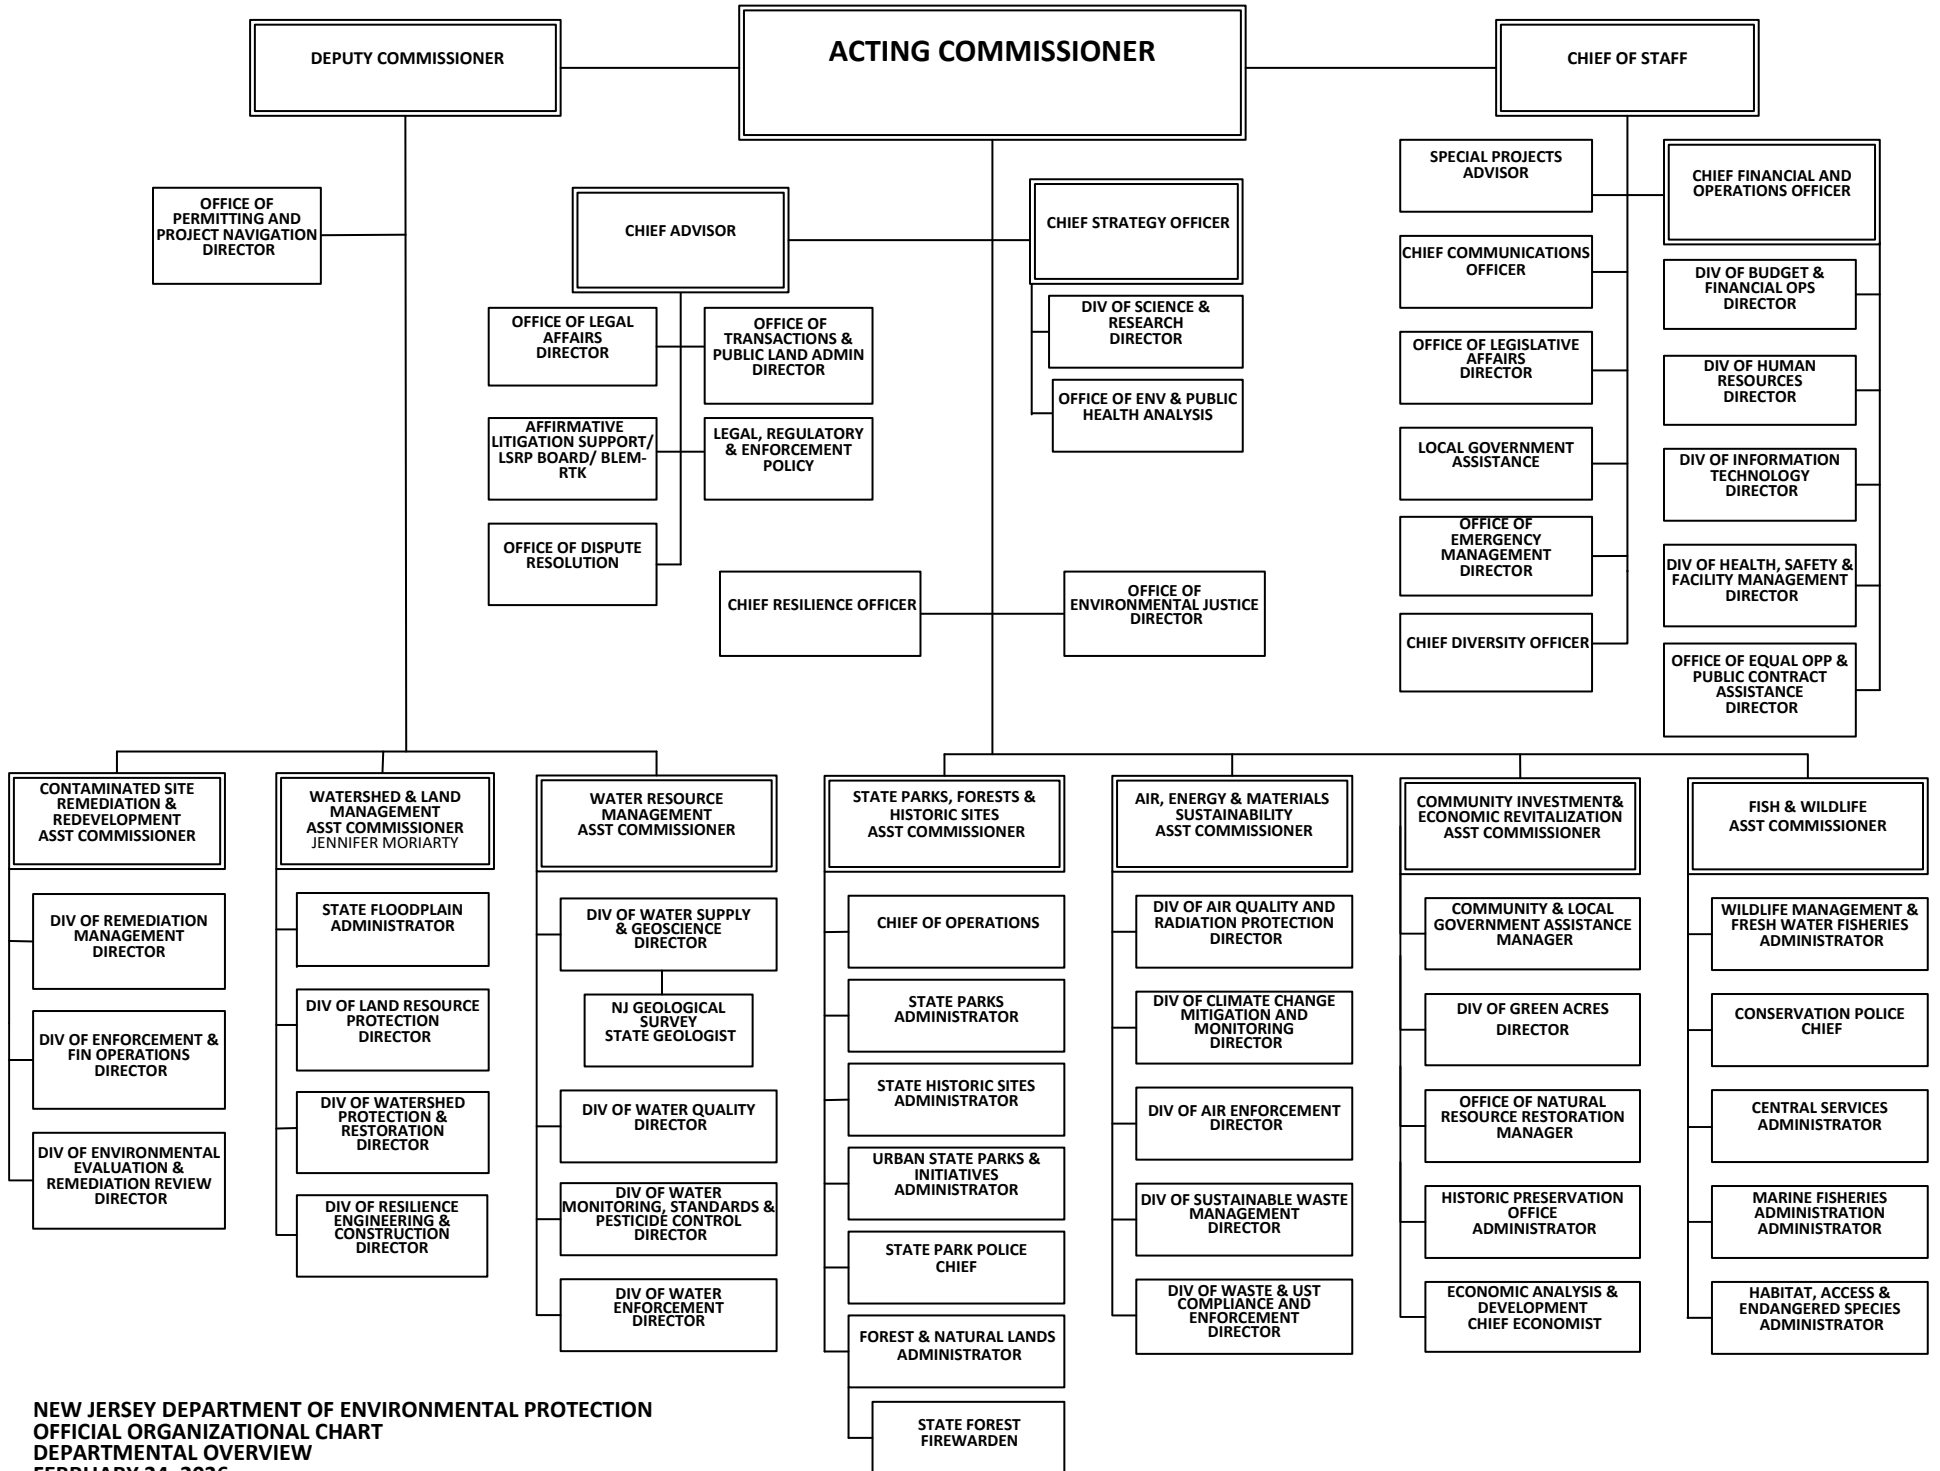 DEPUTY COMMISSIONER
ACTING COMMISSIONER
CHIEF OF STAFF
OFFICE OF
PERMITTING AND
PROJECT NAVIGATION
DIRECTOR
CHIEF ADVISOR
CHIEF STRATEGY OFFICER
SPECIAL PROJECTS
ADVISOR
CHIEF FINANCIAL AND
OPERATIONS OFFICER
CHIEF COMMUNICATIONS
OFFICER
DIV OF BUDGET &
FINANCIAL OPS
DIRECTOR
OFFICE OF LEGAL
AFFAIRS
DIRECTOR
OFFICE OF
TRANSACTIONS &
PUBLIC LAND ADMIN
DIRECTOR
DIV OF SCIENCE &
RESEARCH
DIRECTOR
OFFICE OF ENV & PUBLIC
HEALTH ANALYSIS
OFFICE OF LEGISLATIVE
AFFAIRS
DIRECTOR
DIV OF HUMAN
RESOURCES
DIRECTOR
AFFIRMATIVE
LITIGATION SUPPORT/
LSRP BOARD/ BLEM-
RTK
LEGAL, REGULATORY
& ENFORCEMENT
POLICY
LOCAL GOVERNMENT
ASSISTANCE
DIV OF INFORMATION
TECHNOLOGY
DIRECTOR
OFFICE OF DISPUTE
RESOLUTION
OFFICE OF
EMERGENCY
MANAGEMENT
DIRECTOR
DIV OF HEALTH, SAFETY &
FACILITY MANAGEMENT
DIRECTOR
CHIEF RESILIENCE OFFICER
OFFICE OF
ENVIRONMENTAL JUSTICE
DIRECTOR
CHIEF DIVERSITY OFFICER
OFFICE OF EQUAL OPP &
PUBLIC CONTRACT
ASSISTANCE
DIRECTOR
CONTAMINATED SITE
REMEDIATION &
REDEVELOPMENT
ASST COMMISSIONER
DIV OF REMEDIATION
MANAGEMENT
DIRECTOR
DIV OF ENFORCEMENT &
FIN OPERATIONS
DIRECTOR
DIV OF ENVIRONMENTAL
EVALUATION &
REMEDIATION REVIEW
DIRECTOR
WATERSHED & LAND
MANAGEMENT
ASST COMMISSIONER
JENNIFER MORIARTY
STATE FLOODPLAIN
ADMINISTRATOR
DIV OF LAND RESOURCE
PROTECTION
DIRECTOR
DIV OF WATERSHED
PROTECTION &
RESTORATION
DIRECTOR
DIV OF RESILIENCE
ENGINEERING &
CONSTRUCTION
DIRECTOR
WATER RESOURCE
MANAGEMENT
ASST COMMISSIONER
DIV OF WATER SUPPLY
& GEOSCIENCE
DIRECTOR
NJ GEOLOGICAL
SURVEY
STATE GEOLOGIST
DIV OF WATER QUALITY
DIRECTOR
DIV OF WATER
MONITORING, STANDARDS &
PESTICIDE CONTROL
DIRECTOR
DIV OF WATER
ENFORCEMENT
DIRECTOR
STATE PARKS, FORESTS &
HISTORIC SITES
ASST COMMISSIONER
CHIEF OF OPERATIONS
STATE PARKS
ADMINISTRATOR
STATE HISTORIC SITES
ADMINISTRATOR
URBAN STATE PARKS &
INITIATIVES
ADMINISTRATOR
STATE PARK POLICE
CHIEF
FOREST & NATURAL LANDS
ADMINISTRATOR
STATE FOREST
FIREWARDEN
AIR, ENERGY & MATERIALS
SUSTAINABILITY
ASST COMMISSIONER
DIV OF AIR QUALITY AND
RADIATION PROTECTION
DIRECTOR
DIV OF CLIMATE CHANGE
MITIGATION AND
MONITORING
DIRECTOR
DIV OF AIR ENFORCEMENT
DIRECTOR
DIV OF SUSTAINABLE WASTE
MANAGEMENT
DIRECTOR
DIV OF WASTE & UST
COMPLIANCE AND
ENFORCEMENT
DIRECTOR
COMMUNITY INVESTMENT&
ECONOMIC REVITALIZATION
ASST COMMISSIONER
COMMUNITY & LOCAL
GOVERNMENT ASSISTANCE
MANAGER
DIV OF GREEN ACRES
DIRECTOR
OFFICE OF NATURAL
RESOURCE RESTORATION
MANAGER
HISTORIC PRESERVATION
OFFICE
ADMINISTRATOR
ECONOMIC ANALYSIS &
DEVELOPMENT
CHIEF ECONOMIST
FISH & WILDLIFE
ASST COMMISSIONER
WILDLIFE MANAGEMENT &
FRESH WATER FISHERIES
ADMINISTRATOR
CONSERVATION POLICE
CHIEF
CENTRAL SERVICES
ADMINISTRATOR
MARINE FISHERIES
ADMINISTRATION
ADMINISTRATOR
HABITAT, ACCESS &
ENDANGERED SPECIES
ADMINISTRATOR
NEW JERSEY DEPARTMENT OF ENVIRONMENTAL PROTECTION
OFFICIAL ORGANIZATIONAL CHART
DEPARTMENTAL OVERVIEW
FEBRUARY 24, 2026